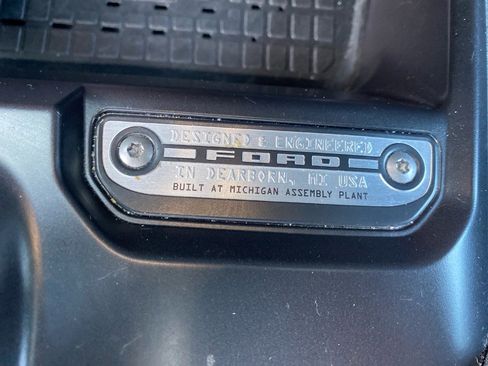 DESIGNED & ENGINEERED
FORD
IN DEARBORN, MI USA
BUILT AT MICHIGAN ASSEMBLY PLANT